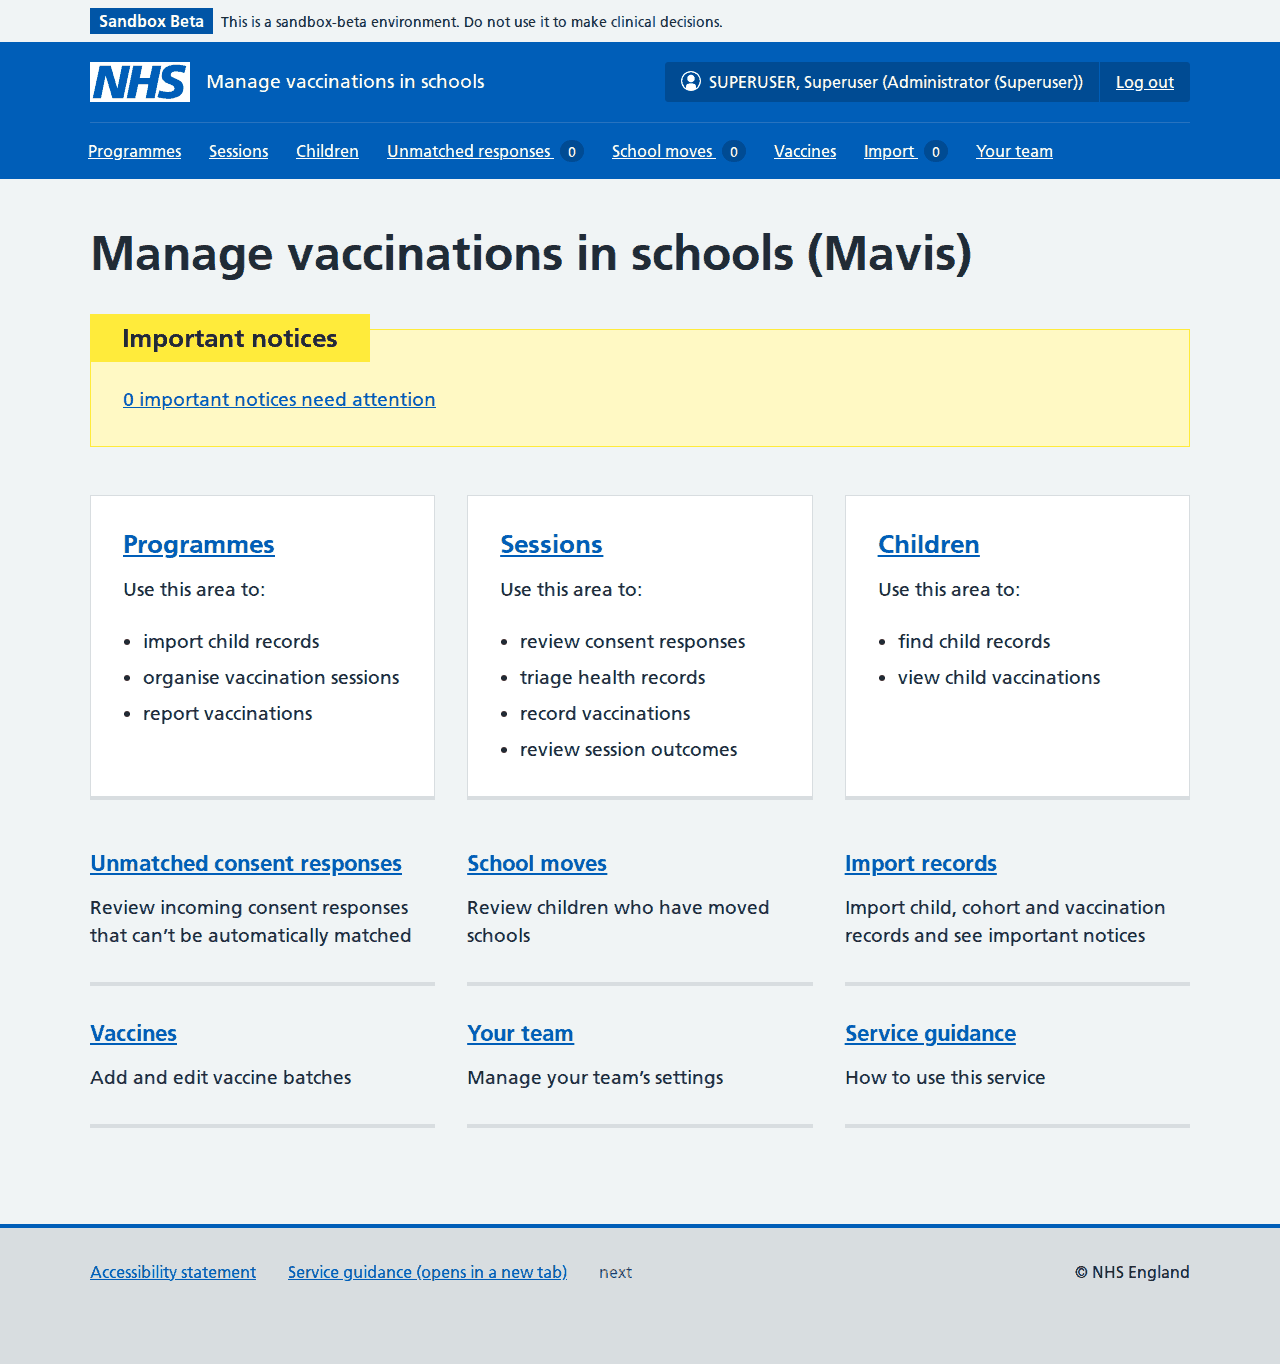 Sandbox Beta This is a sandbox-beta environment. Do not use it to make clinical decisions.
NHS Manage vaccinations in schools SUPERUSER, Superuser (Administrator (Superuser)) Log out
Programmes Sessions Children Unmatched responses 0 School moves 0 Vaccines Import 0 Your team
Manage vaccinations in schools (Mavis)
Important notices
0 important notices need attention
Programmes
Use this area to:
• import child records
• organise vaccination sessions
• report vaccinations
Sessions
Use this area to:
• review consent responses
• triage health records
• record vaccinations
• review session outcomes
Children
Use this area to:
• find child records
• view child vaccinations
Unmatched consent responses
Review incoming consent responses
that can’t be automatically matched
School moves
Review children who have moved
schools
Import records
Import child, cohort and vaccination
records and see important notices
Vaccines
Add and edit vaccine batches
Your team
Manage your team’s settings
Service guidance
How to use this service
Accessibility statement Service guidance (opens in a new tab) next © NHS England